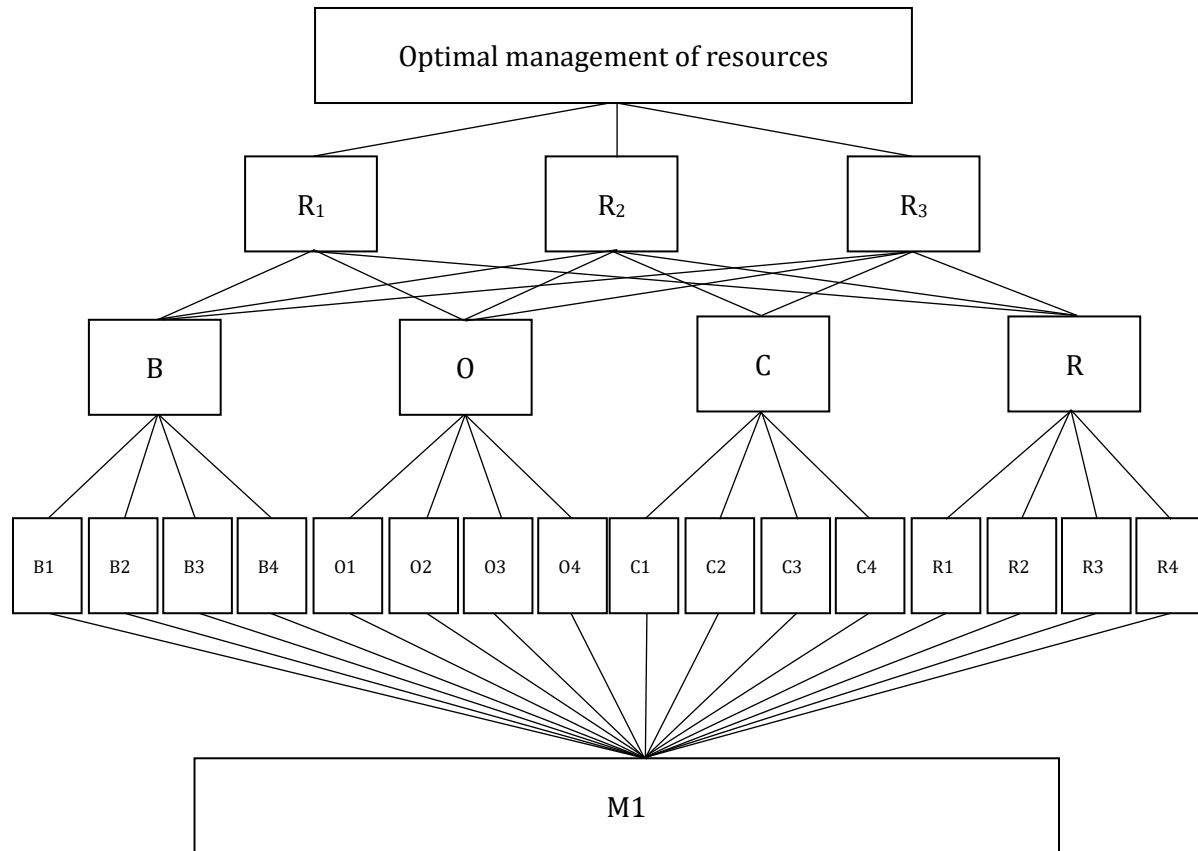 Optimal management of resources
R₁ R₂ R₃
B O C R
B1 B2 B3 B4 O1 O2 O3 O4 C1 C2 C3 C4 R1 R2 R3 R4
M1